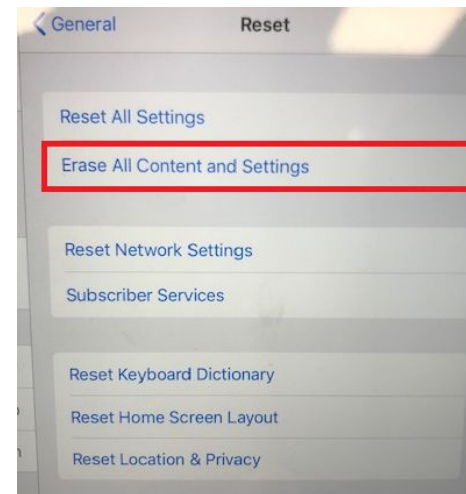 General
Reset
Reset All Settings
Erase All Content and Settings
Reset Network Settings
Subscriber Services
Reset Keyboard Dictionary
Reset Home Screen Layout
Reset Location & Privacy